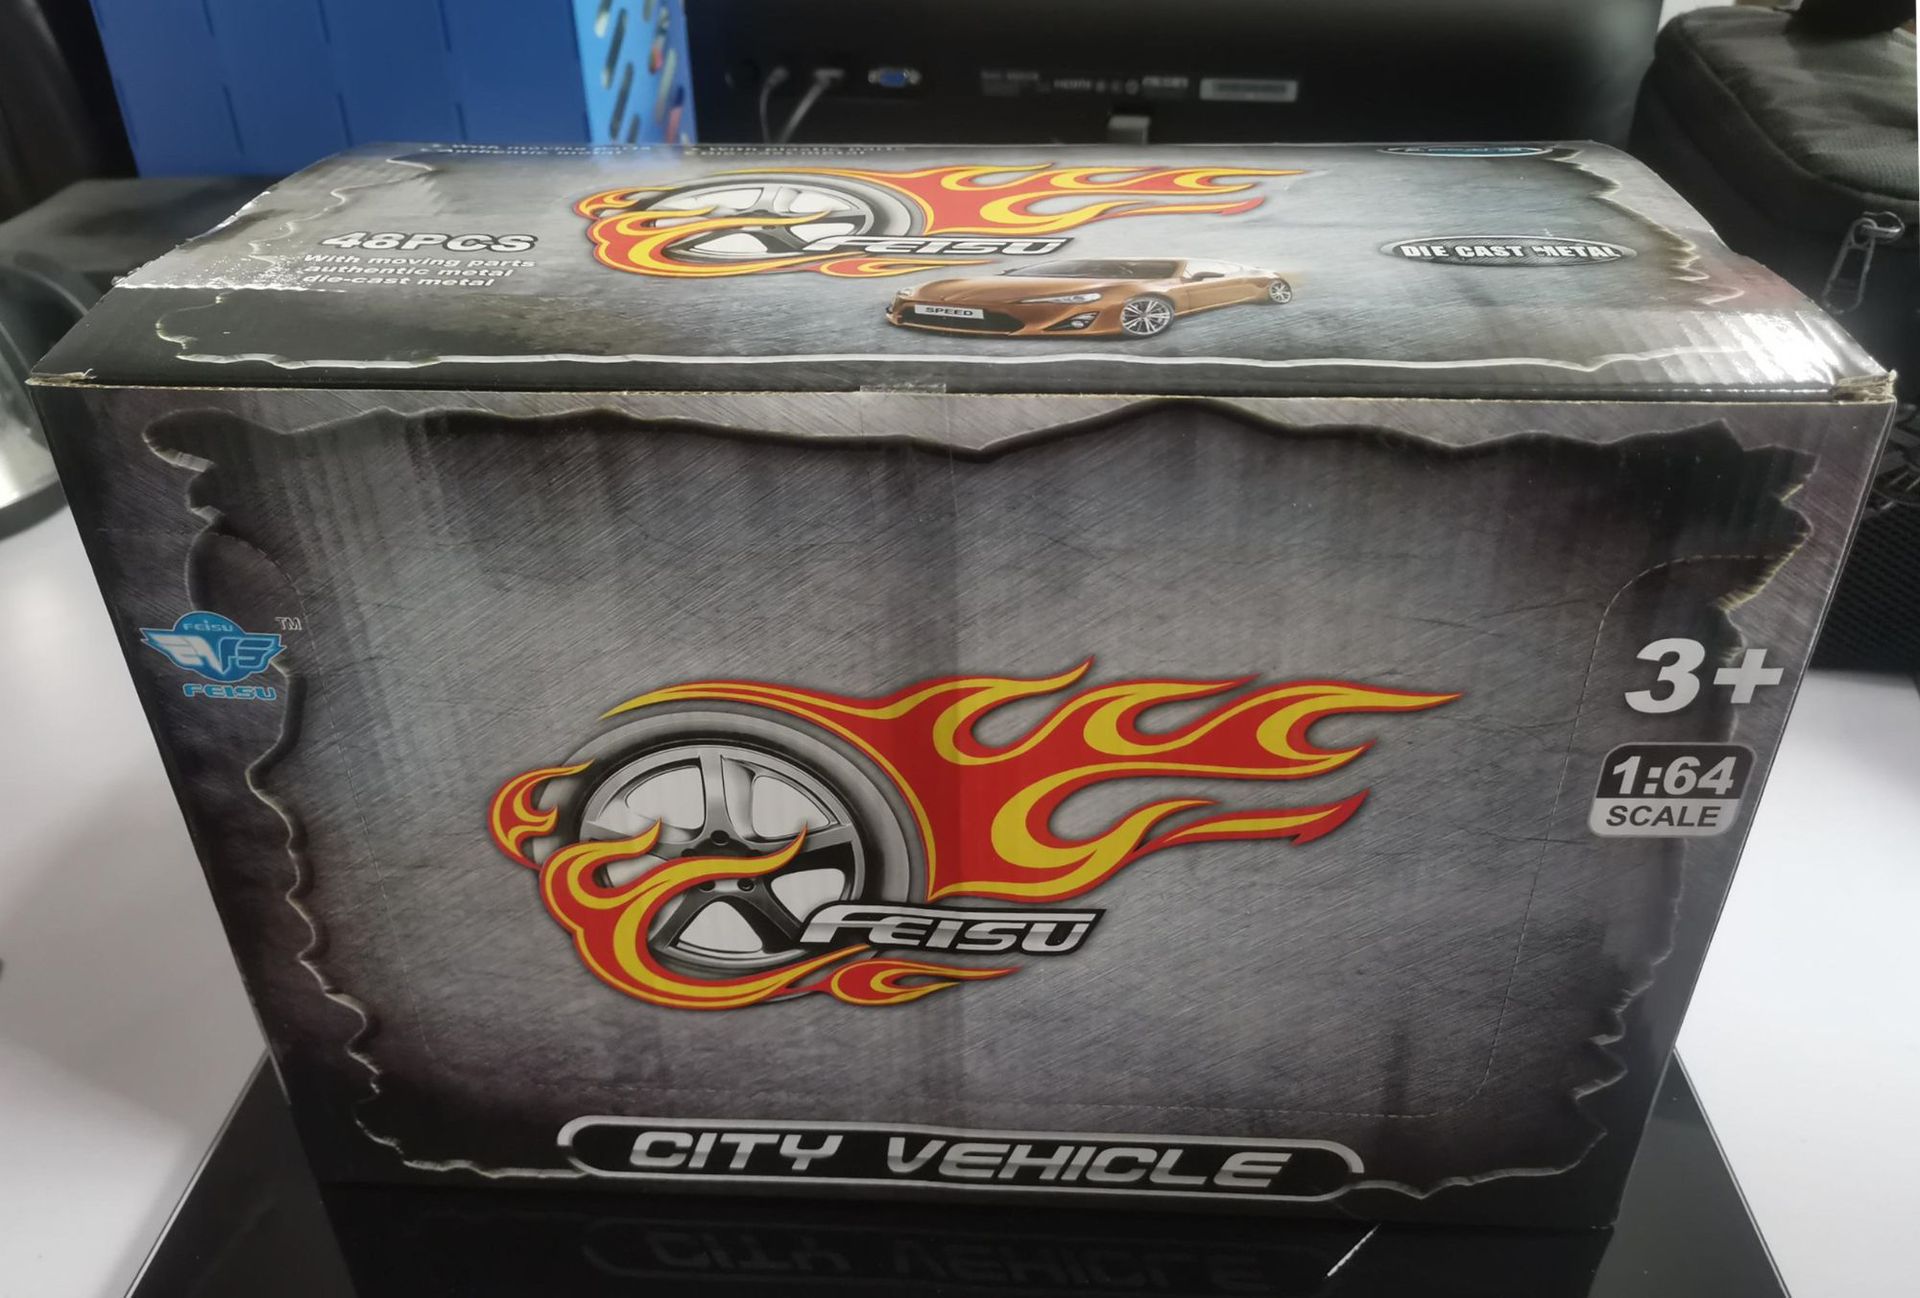 48PCS
With moving parts
authentic metal
die-cast metal
FEISU
DIE CAST METAL
SPEED
FEISU
TM
FEISU
3+
1:64
SCALE
FEISU
CITY VEHICLE